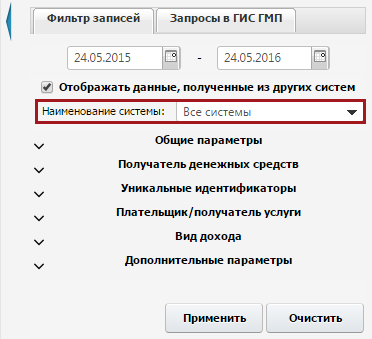 Фильтр записей Запросы в ГИС ГМП
24.05.2015 - 24.05.2016
Отображать данные, полученные из других систем
Наименование системы: Все системы
Общие параметры
Получатель денежных средств
Уникальные идентификаторы
Плательщик/получатель услуги
Вид дохода
Дополнительные параметры
Применить Очистить